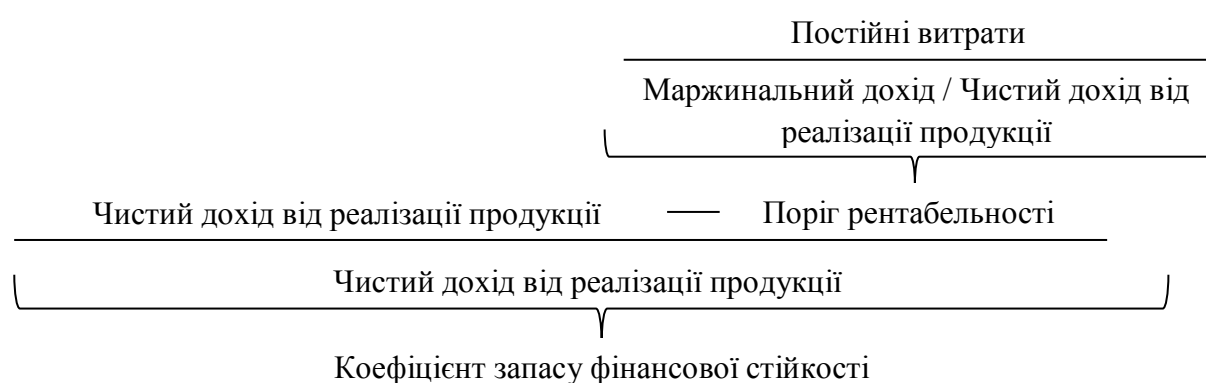 Постійні витрати
Маржинальний дохід / Чистий дохід від
реалізації продукції
Чистий дохід від реалізації продукції — Поріг рентабельності
Чистий дохід від реалізації продукції
Коефіцієнт запасу фінансової стійкості